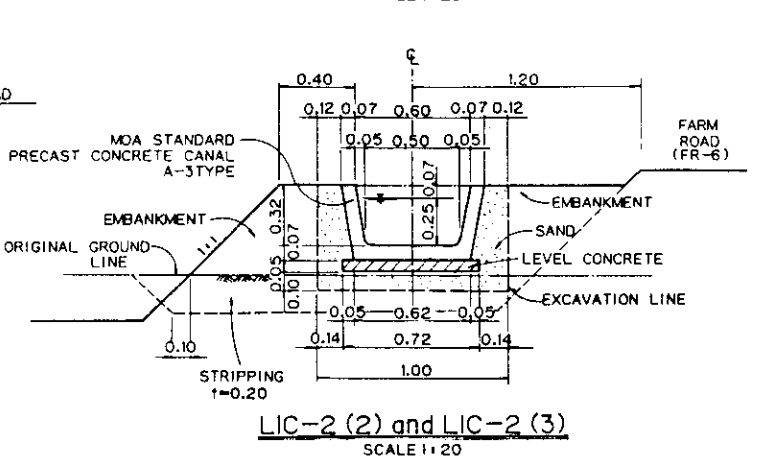 ℄
0.40
1.20
0.12 0.07 0.60 0.07 0.12
0.05 0.50 0.05
MOA STANDARD
PRECAST CONCRETE CANAL
A-3TYPE
FARM
ROAD
(FR-6)
0.07
0.25
EMBANKMENT
EMBANKMENT
1:1
0.32
0.07
0.05
0.10
SAND
ORIGINAL GROUND
LINE
LEVEL CONCRETE
EXCAVATION LINE
0.05 0.62 0.05
0.14 0.72 0.14
0.10
1.00
STRIPPING
t=0.20
LIC-2 (2) and LIC-2 (3)
SCALE 1:20